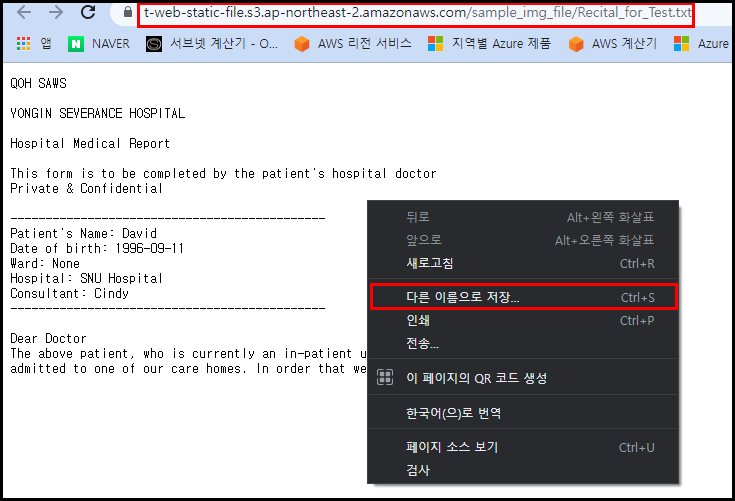 t-web-static-file.s3.ap-northeast-2.amazonaws.com/sample_img_file/Recital_for_Test.txt
앱 NAVER 서브넷 계산기 - O... AWS 리전 서비스 지역별 Azure 제품 AWS 계산기 Azure
QOH SAWS
YONGIN SEVERANCE HOSPITAL
Hospital Medical Report
This form is to be completed by the patient's hospital doctor
Private & Confidential
---------------------------------------------
Patient's Name: David
Date of birth: 1996-09-11
Ward: None
Hospital: SNU Hospital
Consultant: Cindy
---------------------------------------------
Dear Doctor
The above patient, who is currently an in-patient u
admitted to one of our care homes. In order that we
뒤로 Alt+왼쪽 화살표
앞으로 Alt+오른쪽 화살표
새로고침 Ctrl+R
다른 이름으로 저장... Ctrl+S
인쇄 Ctrl+P
전송...
이 페이지의 QR 코드 생성
한국어(으)로 번역
페이지 소스 보기 Ctrl+U
검사